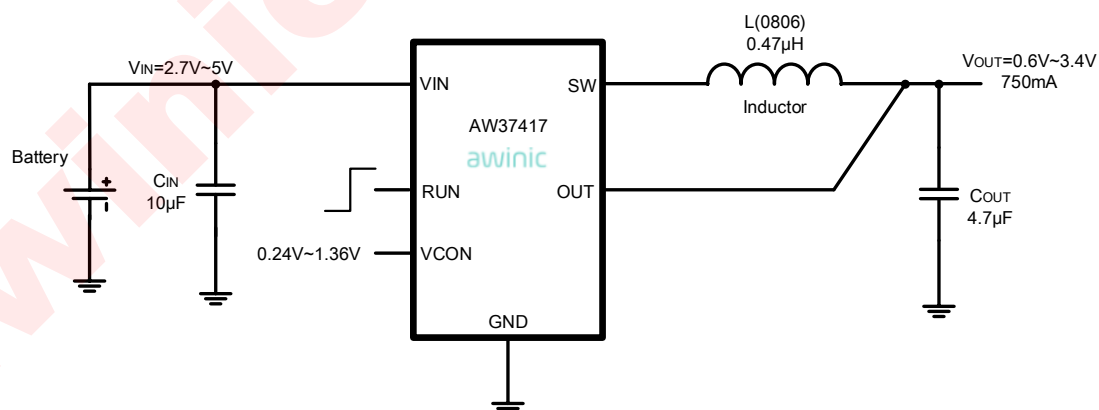 L(0806)
0.47µH
VIN=2.7V~5V
VOUT=0.6V~3.4V
750mA
VIN
SW
Inductor
AW37417
awinic
Battery
+
CIN
10µF
RUN
OUT
COUT
4.7µF
0.24V~1.36V
VCON
GND
winic